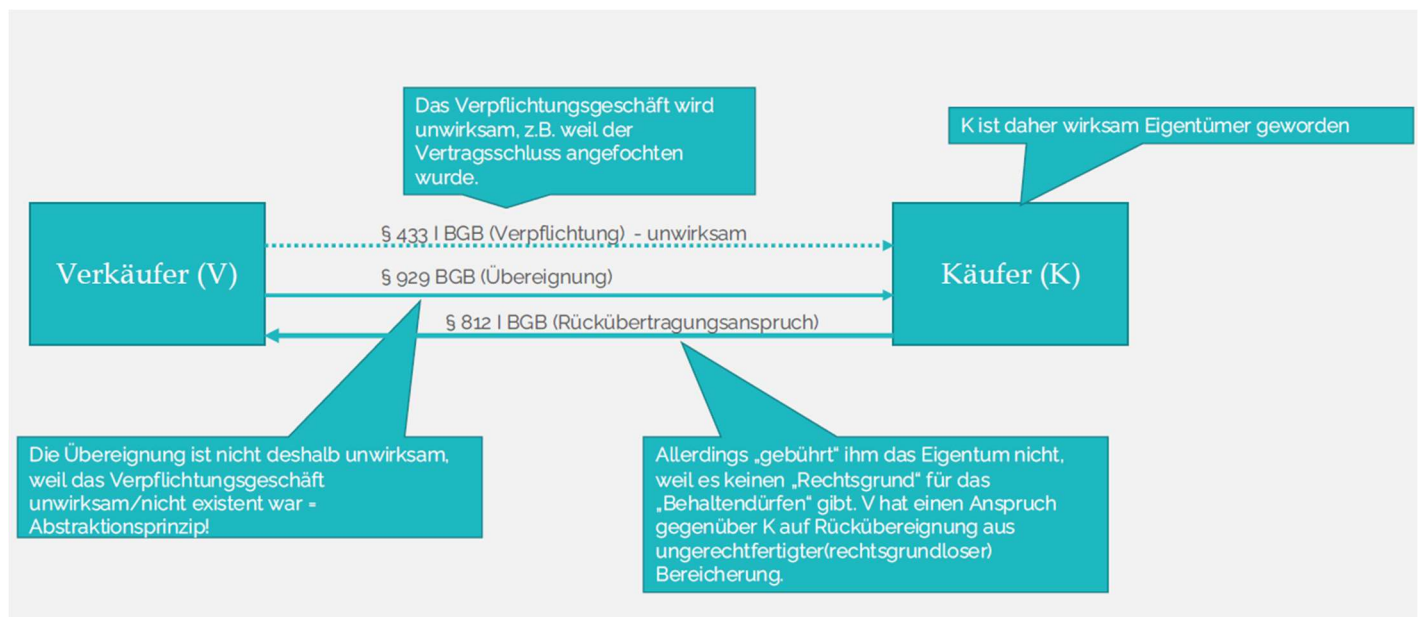 Das Verpflichtungsgeschäft wird
unwirksam, z.B. weil der
Vertragsschluss angefochten
wurde.
K ist daher wirksam Eigentümer geworden
Verkäufer (V)
§ 433 I BGB (Verpflichtung) - unwirksam
§ 929 BGB (Übereignung)
§ 812 I BGB (Rückübertragungsanspruch)
Käufer (K)
Die Übereignung ist nicht deshalb unwirksam,
weil das Verpflichtungsgeschäft
unwirksam/nicht existent war =
Abstraktionsprinzip!
Allerdings „gebührt“ ihm das Eigentum nicht,
weil es keinen „Rechtsgrund“ für das
„Behaltendürfen“ gibt. V hat einen Anspruch
gegenüber K auf Rückübereignung aus
ungerechtfertigter(rechtsgrundloser)
Bereicherung.